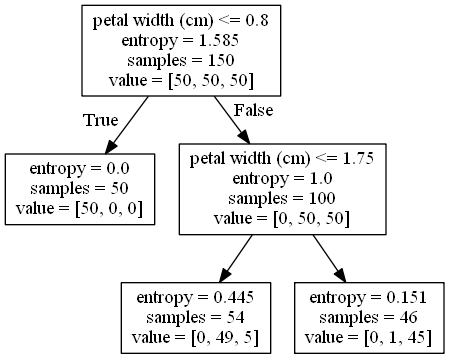 petal width (cm) <= 0.8
entropy = 1.585
samples = 150
value = [50, 50, 50]
True
False
entropy = 0.0
samples = 50
value = [50, 0, 0]
petal width (cm) <= 1.75
entropy = 1.0
samples = 100
value = [0, 50, 50]
entropy = 0.445
samples = 54
value = [0, 49, 5]
entropy = 0.151
samples = 46
value = [0, 1, 45]